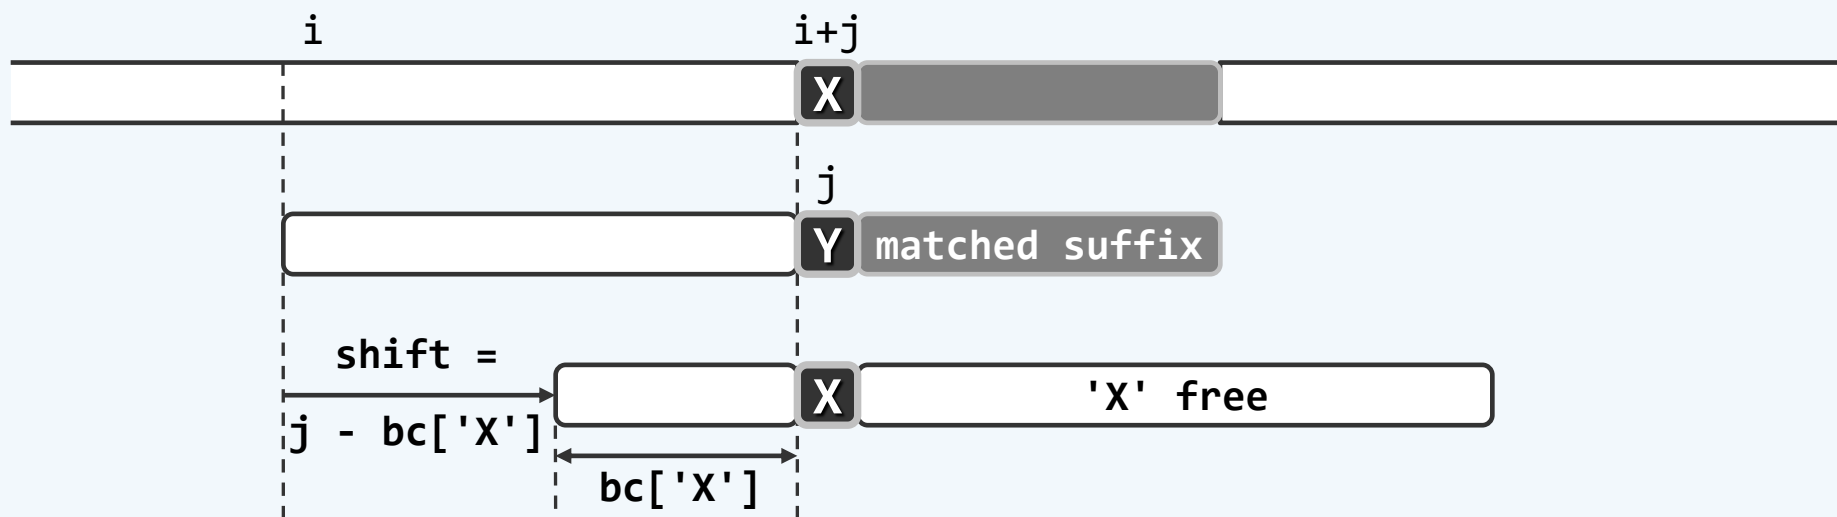 i i+j
X
j
Y matched suffix
shift =
X 'X' free
j - bc['X']
bc['X']